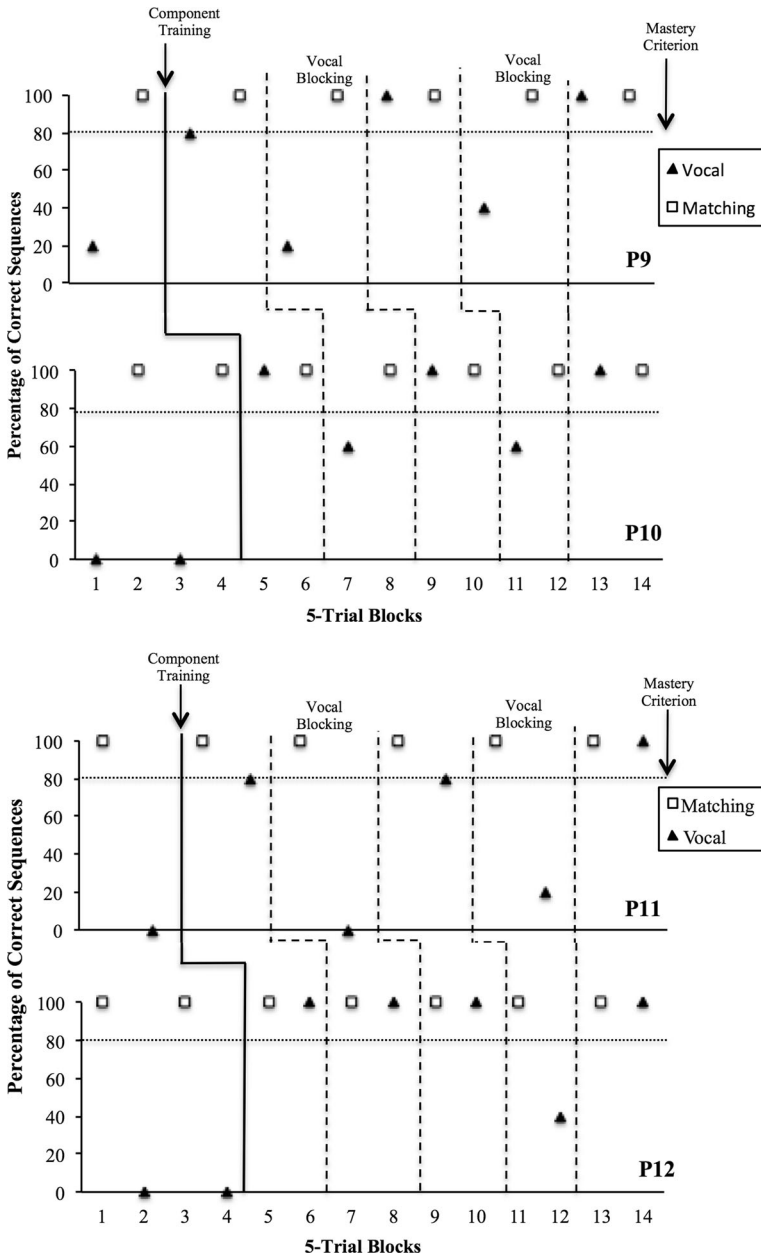 Component
Training
Vocal
Blocking
Vocal
Blocking
Mastery
Criterion
Percentage of Correct Sequences
100
80
60
40
20
0
Vocal
Matching
P9
100
80
60
40
20
0
P10
1 2 3 4 5 6 7 8 9 10 11 12 13 14
5-Trial Blocks
Component
Training
Vocal
Blocking
Vocal
Blocking
Mastery
Criterion
Percentage of Correct Sequences
100
80
60
40
20
0
Matching
Vocal
P11
100
80
60
40
20
0
P12
1 2 3 4 5 6 7 8 9 10 11 12 13 14
5-Trial Blocks